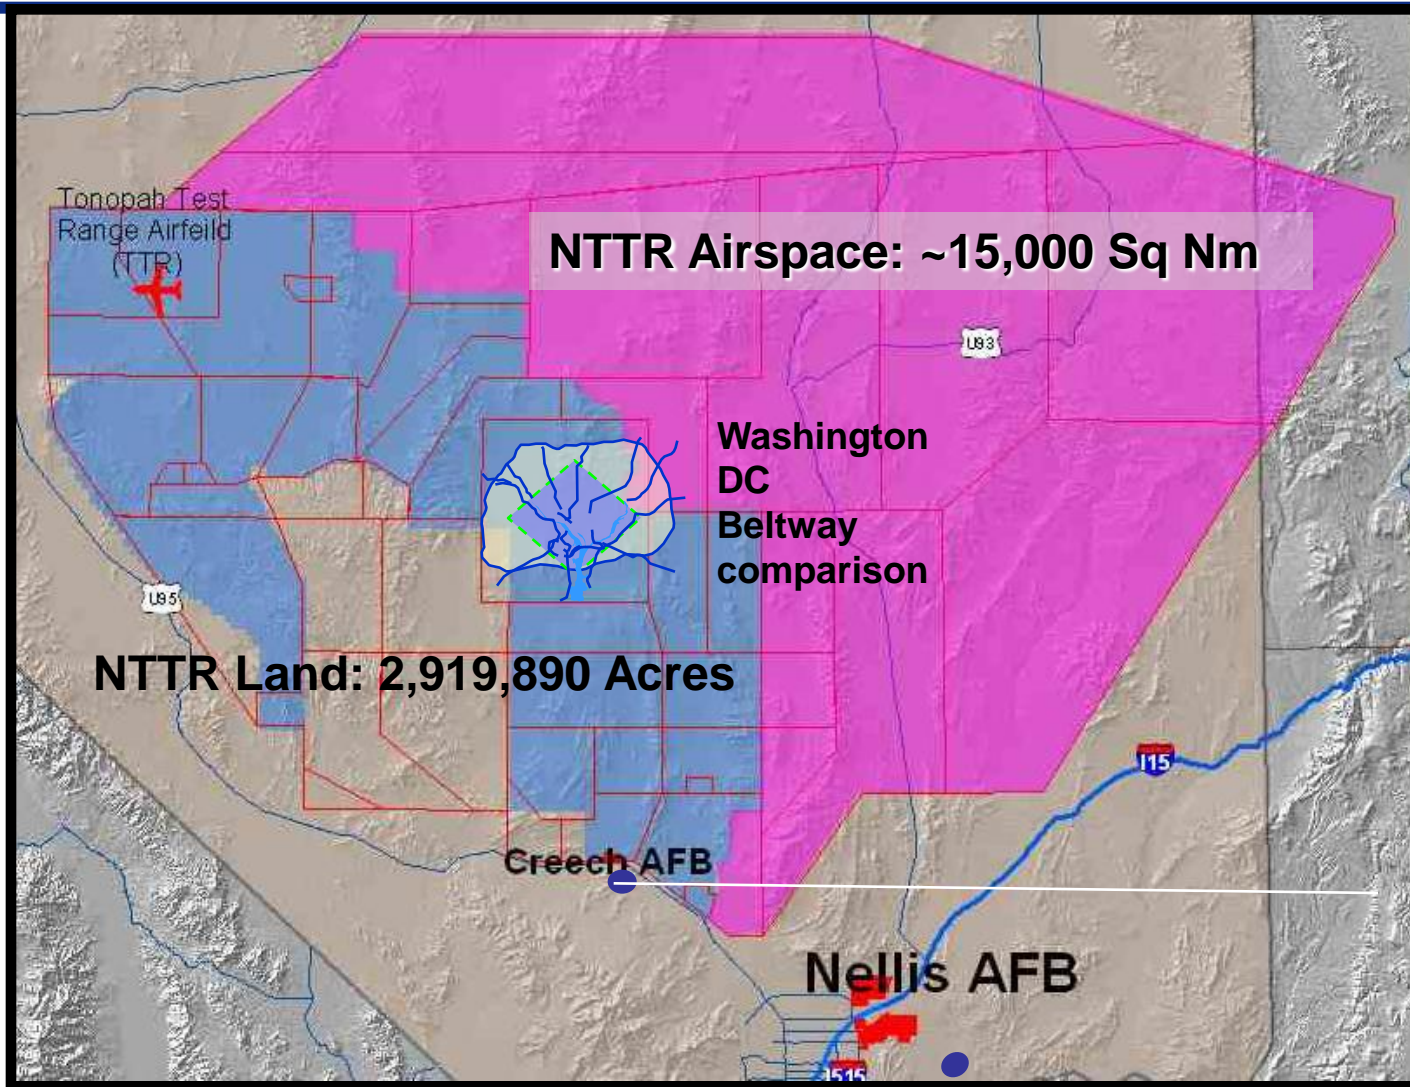 Tonopah Test
Range Airfeild
(TTR)
NTTR Airspace: ~15,000 Sq Nm
U93
Washington
DC
Beltway
comparison
U95
NTTR Land: 2,919,890 Acres
I15
Creech AFB
Nellis AFB
I515